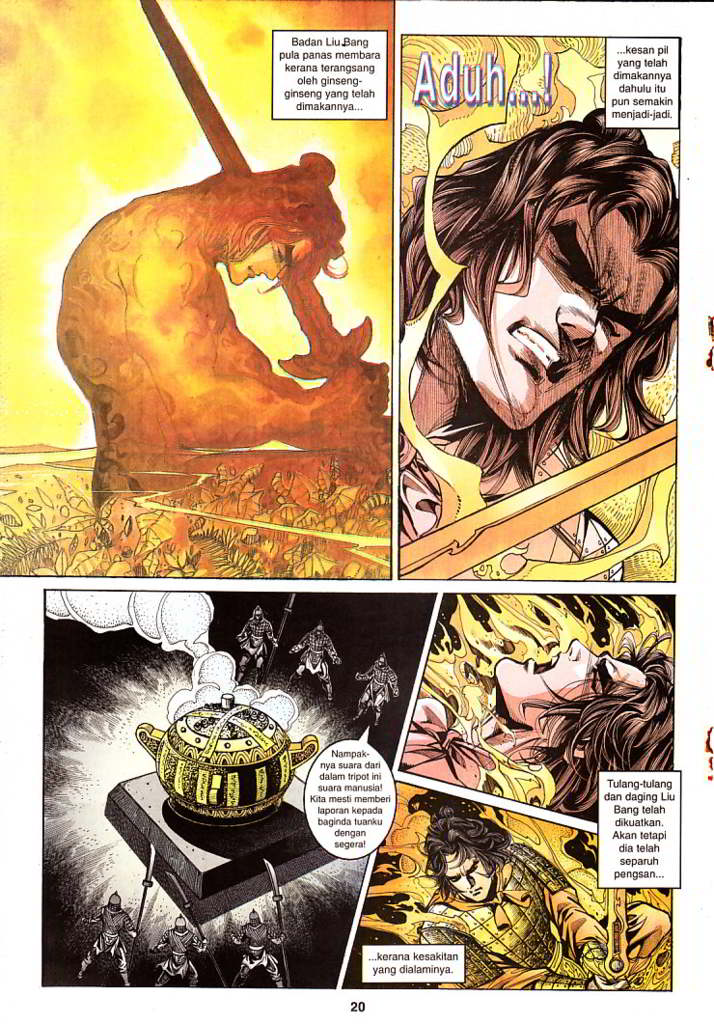 Badan Liu Bang
pula panas membara
kerana terangsang
oleh ginseng-
ginseng yang telah
dimakannya...
Aduh...!
...kesan pil
yang telah
dimakannya
dahulu itu
pun semakin
menjadi-jadi.
Nampak-
nya suara dari
dalam tripot ini
suara manusia!
Kita mesti memberi
laporan kepada
baginda tuanku
dengan
segera!
Tulang-tulang
dan daging Liu
Bang telah
dikuatkan.
Akan tetapi
dia telah
separuh
pengsan...
...kerana kesakitan
yang dialaminya.
20